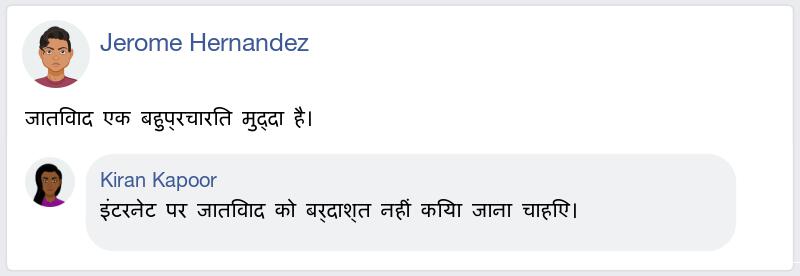 Jerome Hernandez
जातिवाद एक बहुप्रचारित मुद्दा है।
Kiran Kapoor
इंटरनेट पर जातिवाद को बर्दाश्त नहीं किया जाना चाहिए।